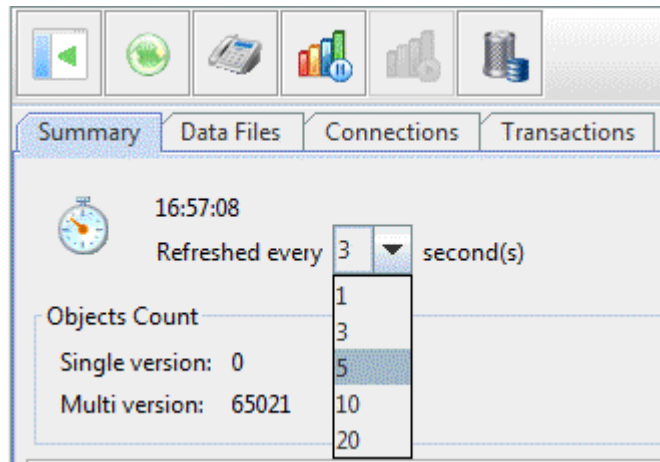 Summary Data Files Connections Transactions
16:57:08
Refreshed every 3 second(s)
1
3
5
10
20
Objects Count
Single version: 0
Multi version: 65021